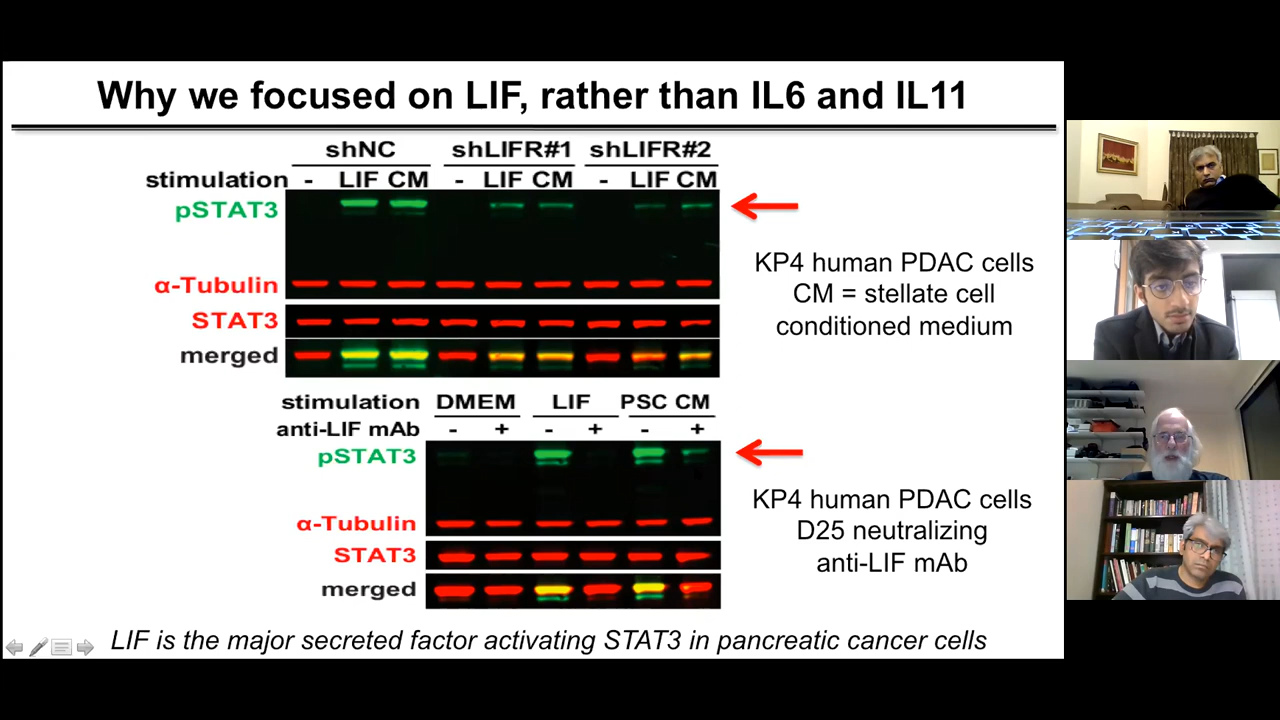 Why we focused on LIF, rather than IL6 and IL11
shNC shLIFR#1 shLIFR#2
stimulation - LIF CM - LIF CM - LIF CM
pSTAT3
α-Tubulin
STAT3
merged
KP4 human PDAC cells
CM = stellate cell
conditioned medium
stimulation DMEM LIF PSC CM
anti-LIF mAb - + - + - +
pSTAT3
α-Tubulin
STAT3
merged
KP4 human PDAC cells
D25 neutralizing
anti-LIF mAb
LIF is the major secreted factor activating STAT3 in pancreatic cancer cells